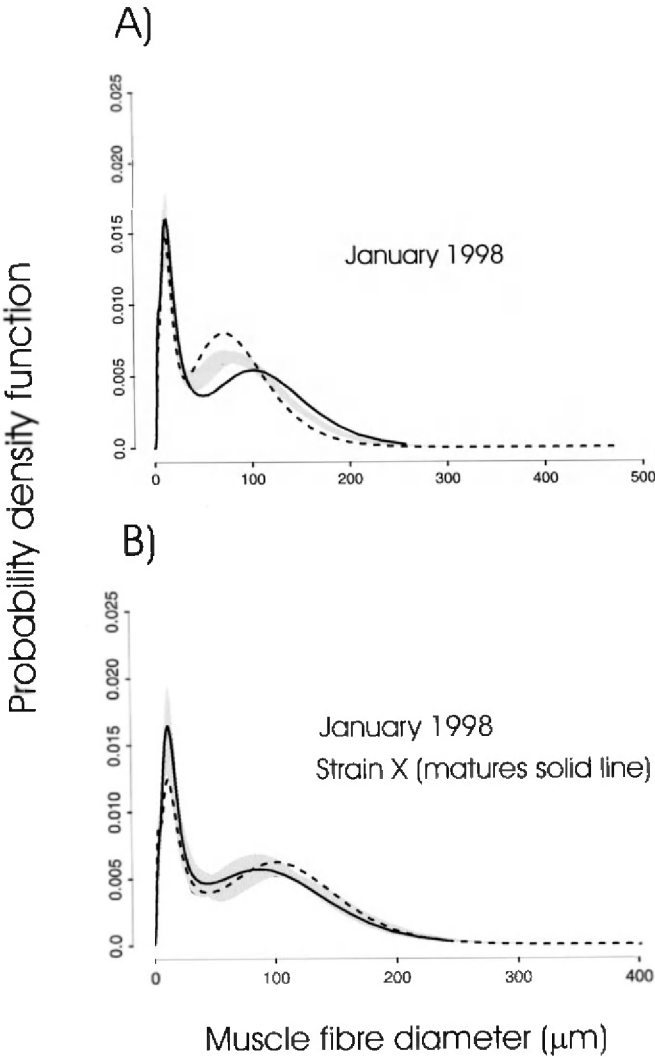 A)
0.025
0.020
0.015
0.010
0.005
0.0
January 1998
0 100 200 300 400 500
Probability density function
B)
0.025
0.020
0.015
0.010
0.005
0.0
January 1998
Strain X (matures solid line)
0 100 200 300 400
Muscle fibre diameter (μm)